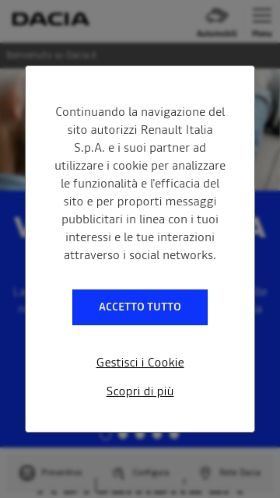 DACIA
Automobili
Menu
Benvenuto su Dacia.it
Continuando la navigazione del
sito autorizzi Renault Italia
S.p.A. e i suoi partner ad
utilizzare i cookie per analizzare
le funzionalità e l'efficacia del
sito e per proporti messaggi
pubblicitari in linea con i tuoi
interessi e le tue interazioni
attraverso i social networks.
ACCETTO TUTTO
Gestisci i Cookie
Scopri di più
Preventivo
Configura
Rete Dacia